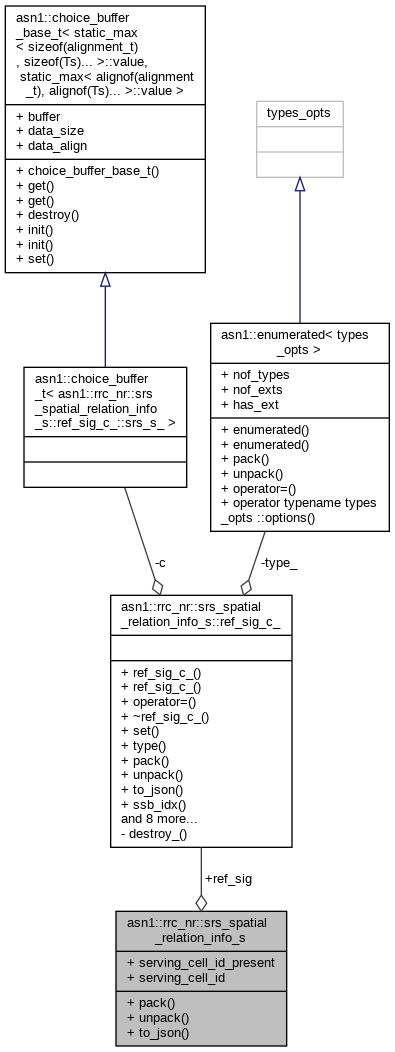 asn1::choice_buffer
_base_t< static_max
< sizeof(alignment_t)
, sizeof(Ts)... >::value,
static_max< alignof(alignment
_t), alignof(Ts)... >::value >
+ buffer
+ data_size
+ data_align
+ choice_buffer_base_t()
+ get()
+ get()
+ destroy()
+ init()
+ init()
+ set()
types_opts
asn1::enumerated< types
_opts >
+ nof_types
+ nof_exts
+ has_ext
+ enumerated()
+ enumerated()
+ pack()
+ unpack()
+ operator=()
+ operator typename types
_opts ::options()
asn1::choice_buffer
_t< asn1::rrc_nr::srs
_spatial_relation_info
_s::ref_sig_c_::srs_s_ >
-c
-type_
asn1::rrc_nr::srs_spatial
_relation_info_s::ref_sig_c_
+ ref_sig_c_()
+ ref_sig_c_()
+ operator=()
+ ~ref_sig_c_()
+ set()
+ type()
+ pack()
+ unpack()
+ to_json()
+ ssb_idx()
and 8 more...
- destroy_()
+ref_sig
asn1::rrc_nr::srs_spatial
_relation_info_s
+ serving_cell_id_present
+ serving_cell_id
+ pack()
+ unpack()
+ to_json()